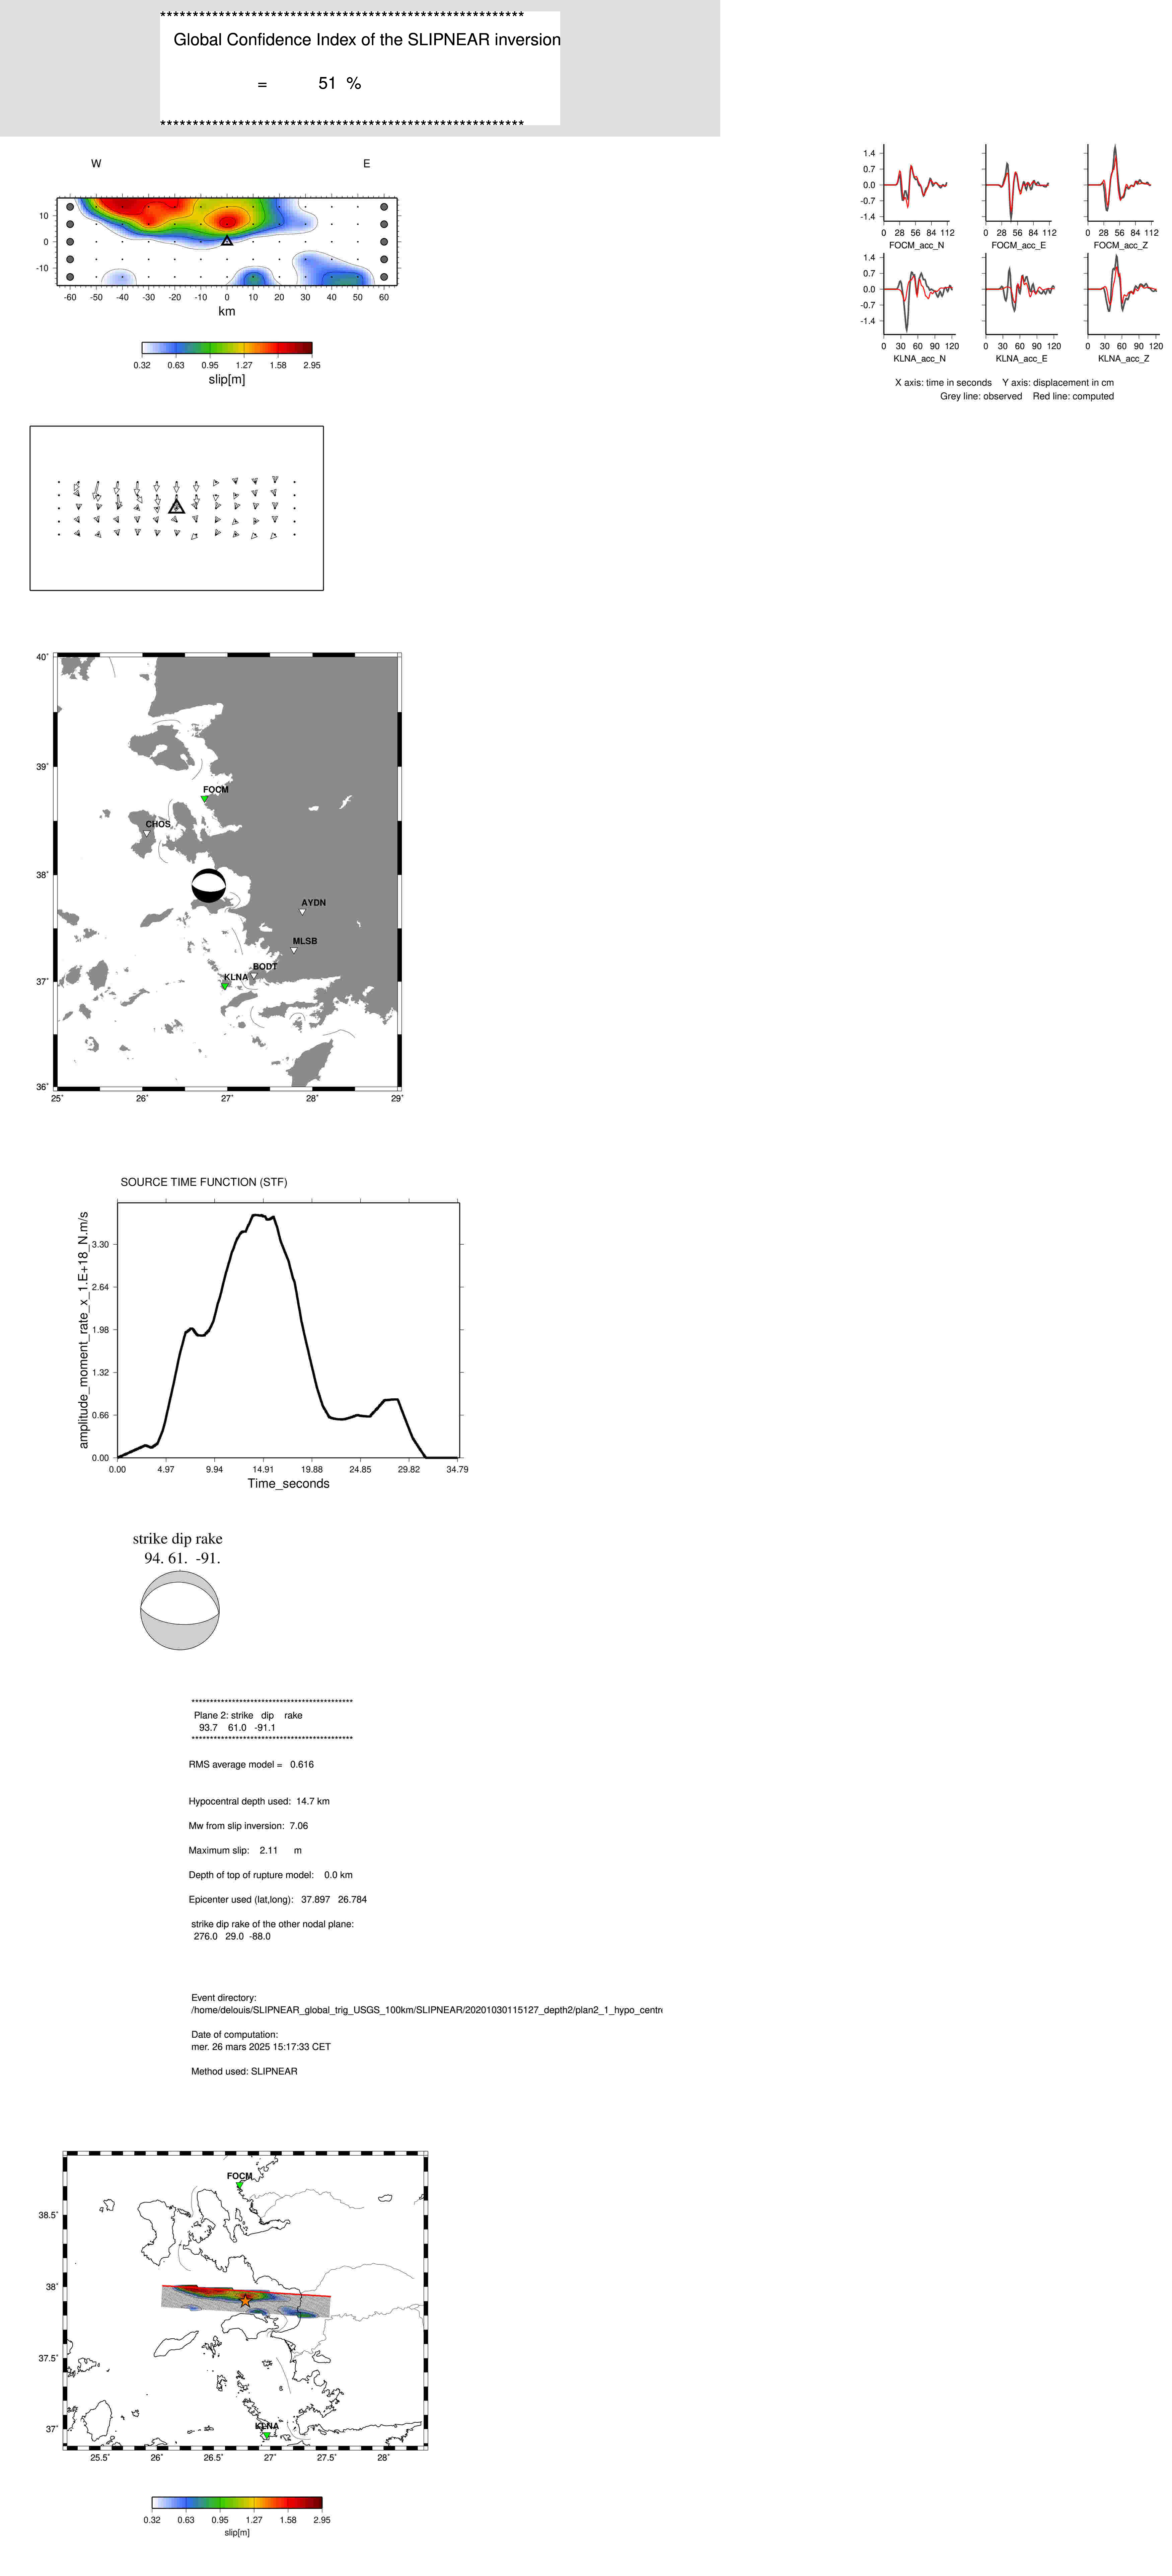 ********************************************************
Global Confidence Index of the SLIPNEAR inversion
= 51 %
********************************************************
W E
10
0
-10
-60 -50 -40 -30 -20 -10 0 10 20 30 40 50 60
km
0.32 0.63 0.95 1.27 1.58 2.95
slip[m]
1.4
0.7
0.0
-0.7
-1.4
0 28 56 84 112 0 28 56 84 112 0 28 56 84 112
FOCM_acc_N FOCM_acc_E FOCM_acc_Z
1.4
0.7
0.0
-0.7
-1.4
0 30 60 90 120 0 30 60 90 120 0 30 60 90 120
KLNA_acc_N KLNA_acc_E KLNA_acc_Z
X axis: time in seconds Y axis: displacement in cm
Grey line: observed Red line: computed
40˚
39˚
38˚
37˚
36˚
25˚ 26˚ 27˚ 28˚ 29˚
FOCM
CHOS
AYDN
MLSB
BODT
KLNA
SOURCE TIME FUNCTION (STF)
amplitude_moment_rate_x_1.E+18_N.m/s
3.30
2.64
1.98
1.32
0.66
0.00
0.00 4.97 9.94 14.91 19.88 24.85 29.82 34.79
Time_seconds
strike dip rake
94. 61. -91.
********************************************
Plane 2: strike dip rake
93.7 61.0 -91.1
********************************************
RMS average model = 0.616
Hypocentral depth used: 14.7 km
Mw from slip inversion: 7.06
Maximum slip: 2.11 m
Depth of top of rupture model: 0.0 km
Epicenter used (lat,long): 37.897 26.784
strike dip rake of the other nodal plane:
276.0 29.0 -88.0
Event directory:
/home/delouis/SLIPNEAR_global_trig_USGS_100km/SLIPNEAR/20201030115127_depth2/plan2_1_hypo_centre
Date of computation:
mer. 26 mars 2025 15:17:33 CET
Method used: SLIPNEAR
FOCM
38.5˚
38˚
37.5˚
37˚
KLNA
25.5˚ 26˚ 26.5˚ 27˚ 27.5˚ 28˚
0.32 0.63 0.95 1.27 1.58 2.95
slip[m]